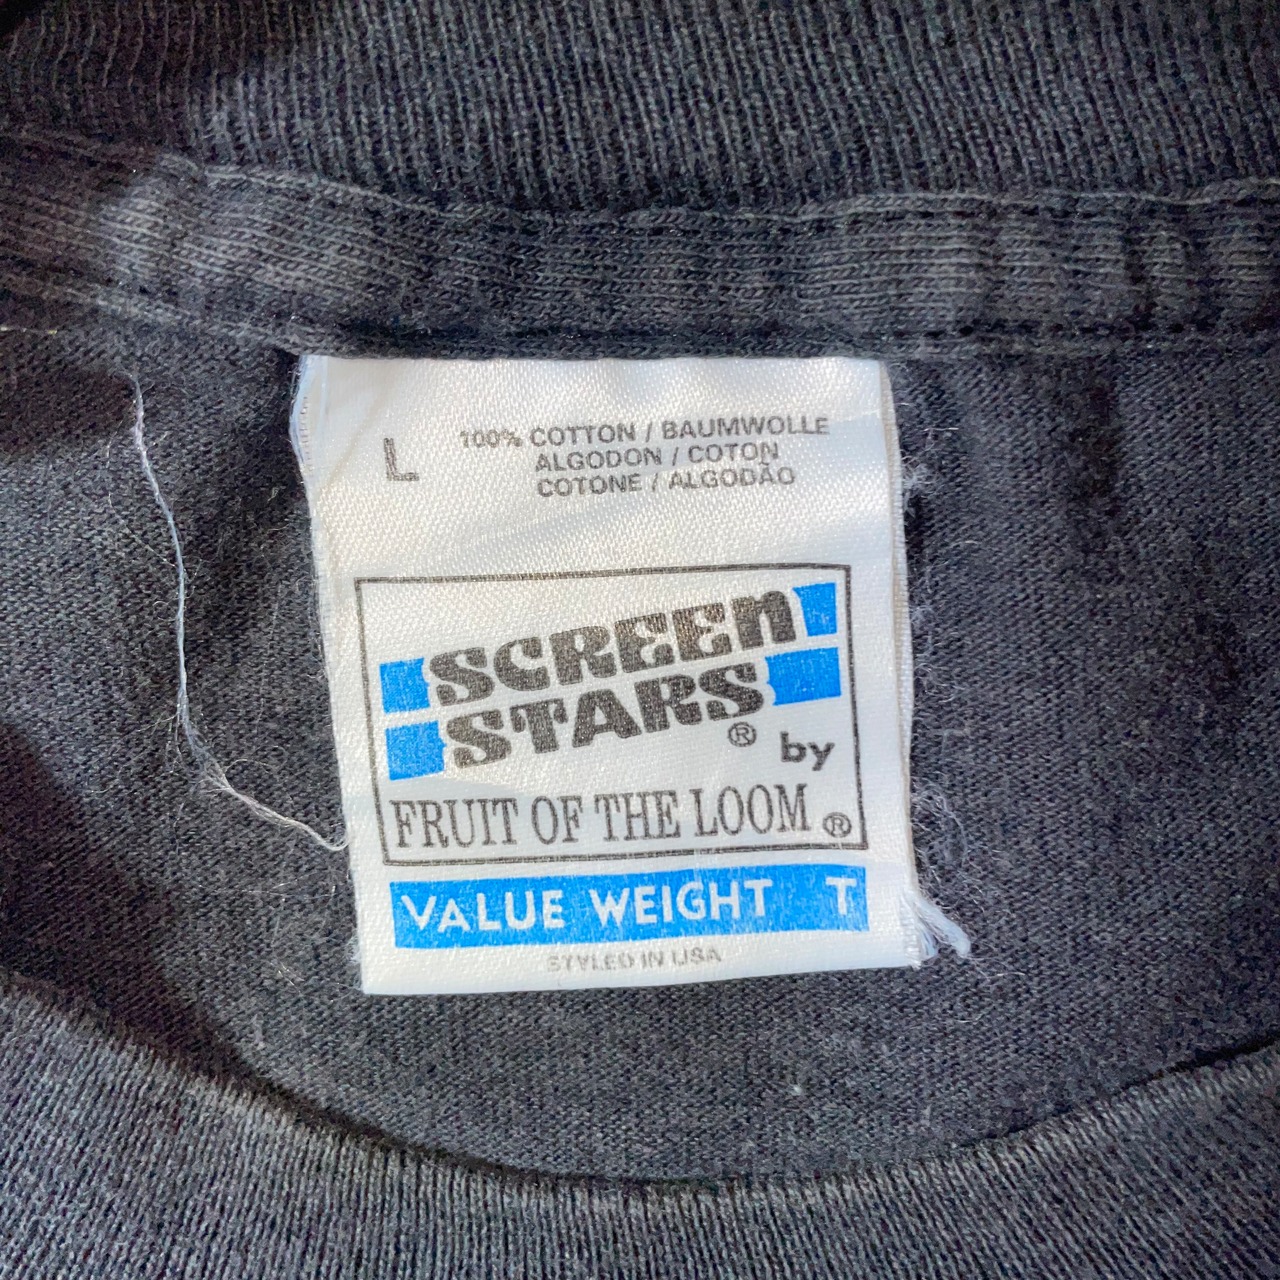 L
100% COTTON / BAUMWOLLE
ALGODON / COTON
COTONE / ALGODÃO
SCREEN
STARS® by
FRUIT OF THE LOOM®
VALUE WEIGHT T
STYLED IN USA